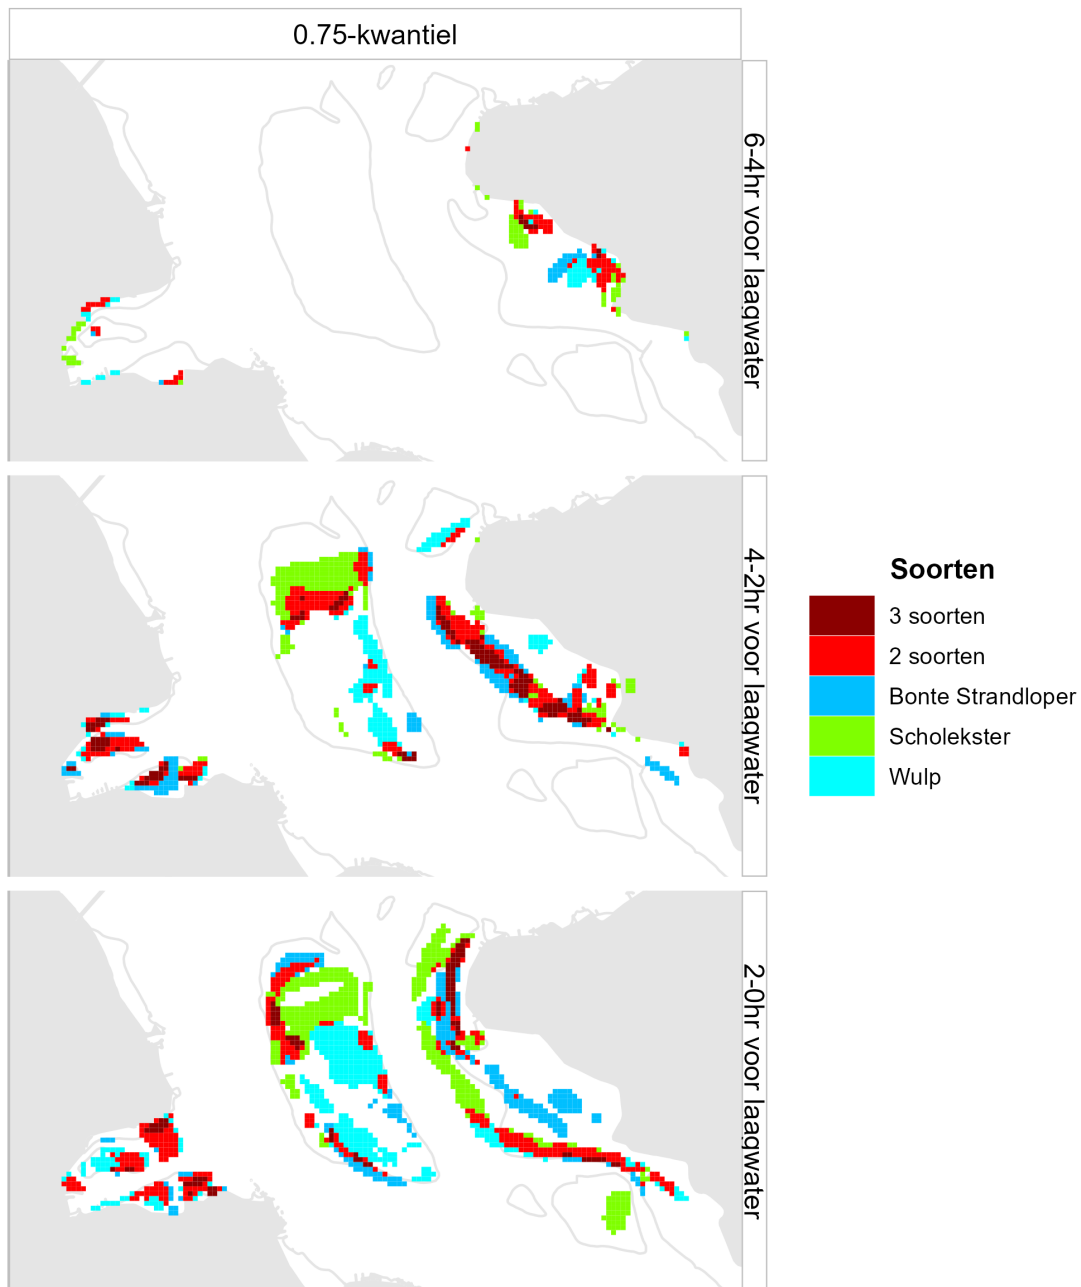 0.75-kwantiel
6-4hr voor laagwater
4-2hr voor laagwater
2-0hr voor laagwater
Soorten
3 soorten
2 soorten
Bonte Strandloper
Scholekster
Wulp